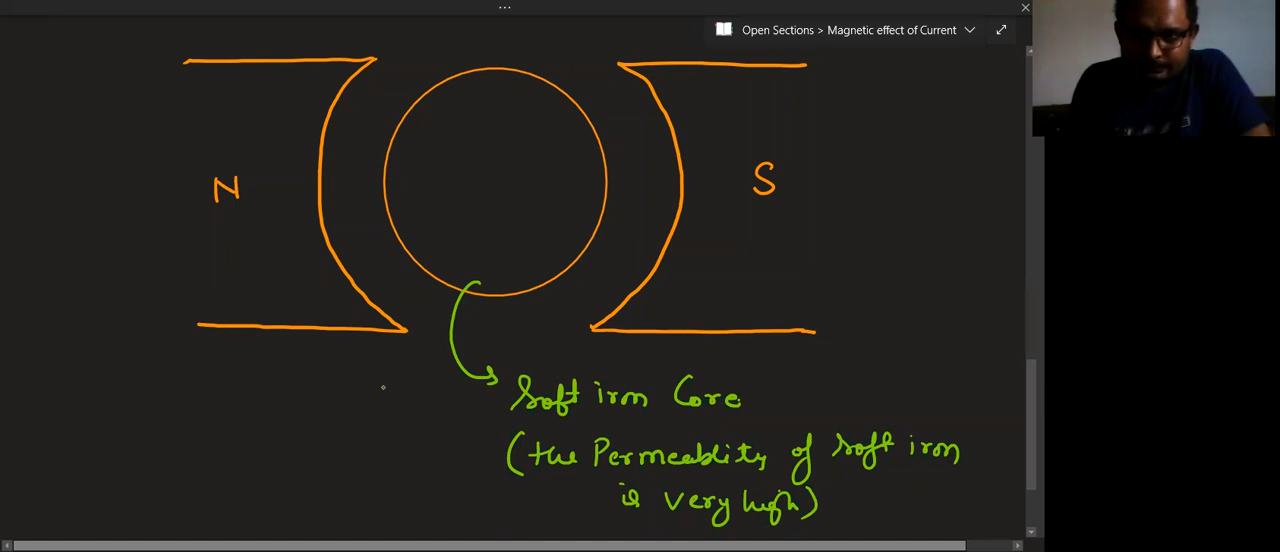 Open Sections > Magnetic effect of Current
N
S
Soft iron Core
(the Permeablity of soft iron
is very high)